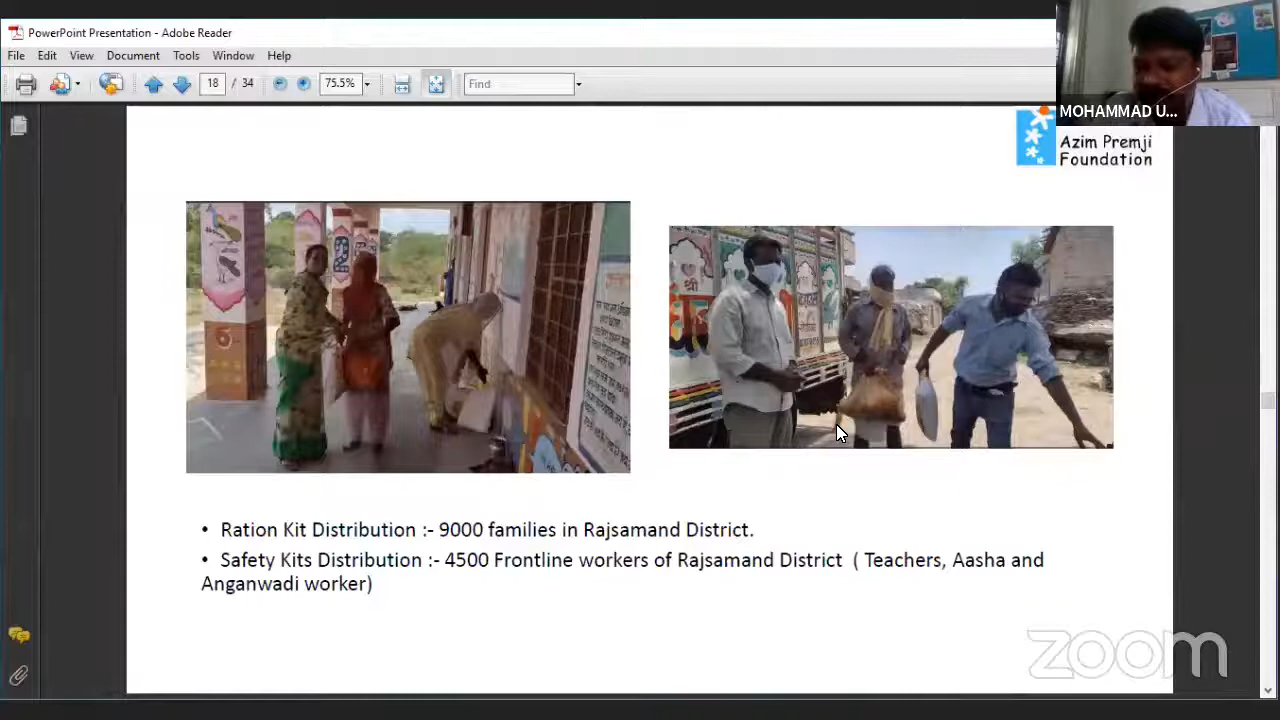 PowerPoint Presentation - Adobe Reader
File Edit View Document Tools Window Help
18 / 34 75.5% Find
MOHAMMAD U...
Azim Premji
Foundation
श्री
• Ration Kit Distribution :- 9000 families in Rajsamand District.
• Safety Kits Distribution :- 4500 Frontline workers of Rajsamand District ( Teachers, Aasha and
Anganwadi worker)
zoom